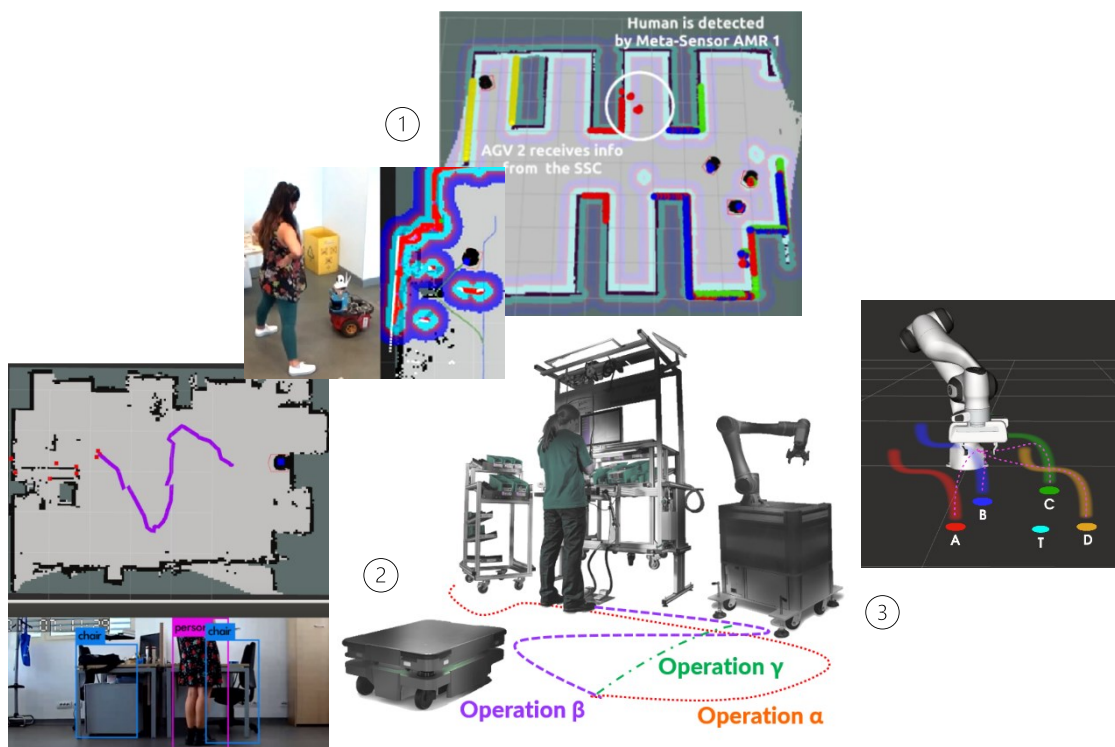 Human is detected
by Meta-Sensor AMR 1
1
AGV 2 receives info
from the SSC
2
chair
person
chair
Operation γ
Operation β
Operation α
B
C
A
T
D
3